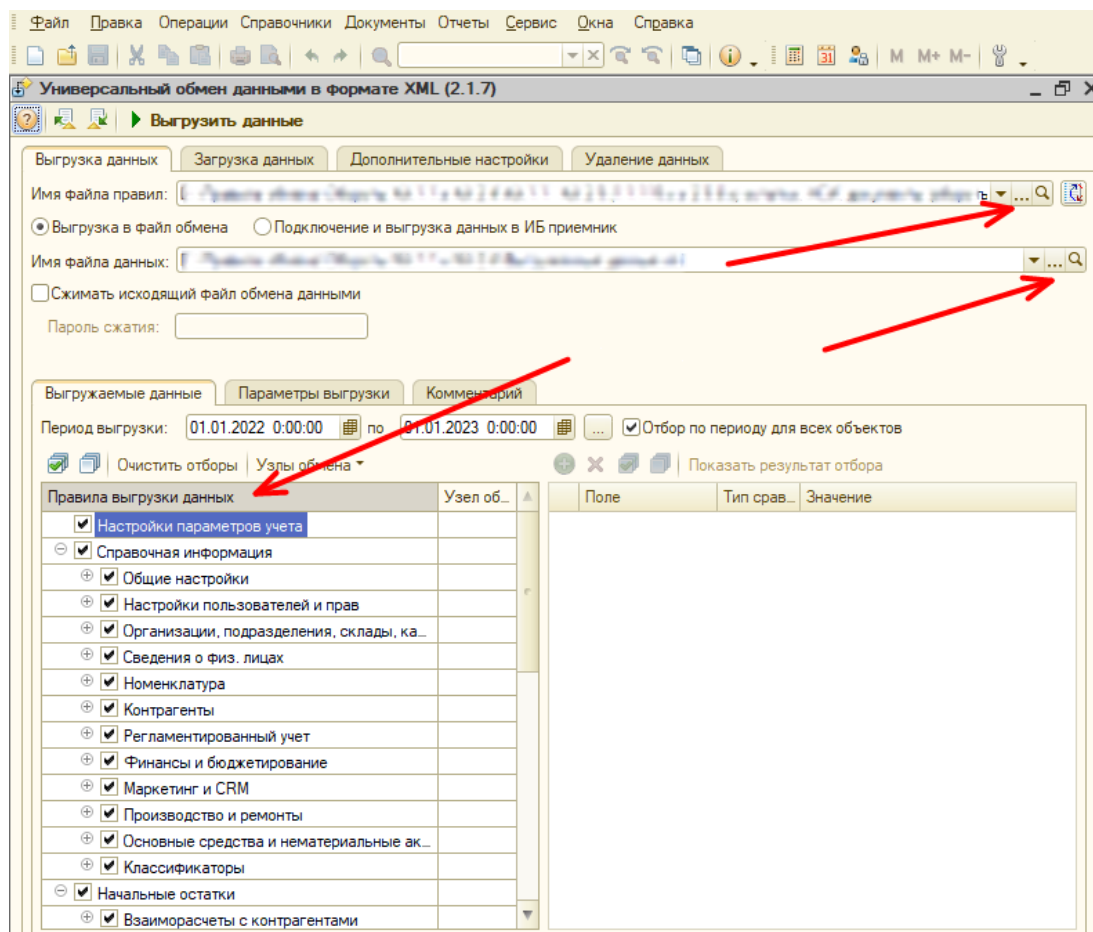 Файл Правка Операции Справочники Документы Отчеты Сервис Окна Справка
M M+ M-
Универсальный обмен данными в формате XML (2.1.7)
Выгрузить данные
Выгрузка данных Загрузка данных Дополнительные настройки Удаление данных
Имя файла правил:
Выгрузка в файл обмена Подключение и выгрузка данных в ИБ приемник
Имя файла данных:
Сжимать исходящий файл обмена данными
Пароль сжатия:
Выгружаемые данные Параметры выгрузки Комментарий
Период выгрузки: 01.01.2022 0:00:00 по 01.01.2023 0:00:00 ... Отбор по периоду для всех объектов
Очистить отборы Узлы обмена Показать результат отбора
Правила выгрузки данных Узел об... Поле Тип срав... Значение
Настройки параметров учета
Справочная информация
Общие настройки
Настройки пользователей и прав
Организации, подразделения, склады, ка...
Сведения о физ. лицах
Номенклатура
Контрагенты
Регламентированный учет
Финансы и бюджетирование
Маркетинг и CRM
Производство и ремонты
Основные средства и нематериальные ак...
Классификаторы
Начальные остатки
Взаиморасчеты с контрагентами